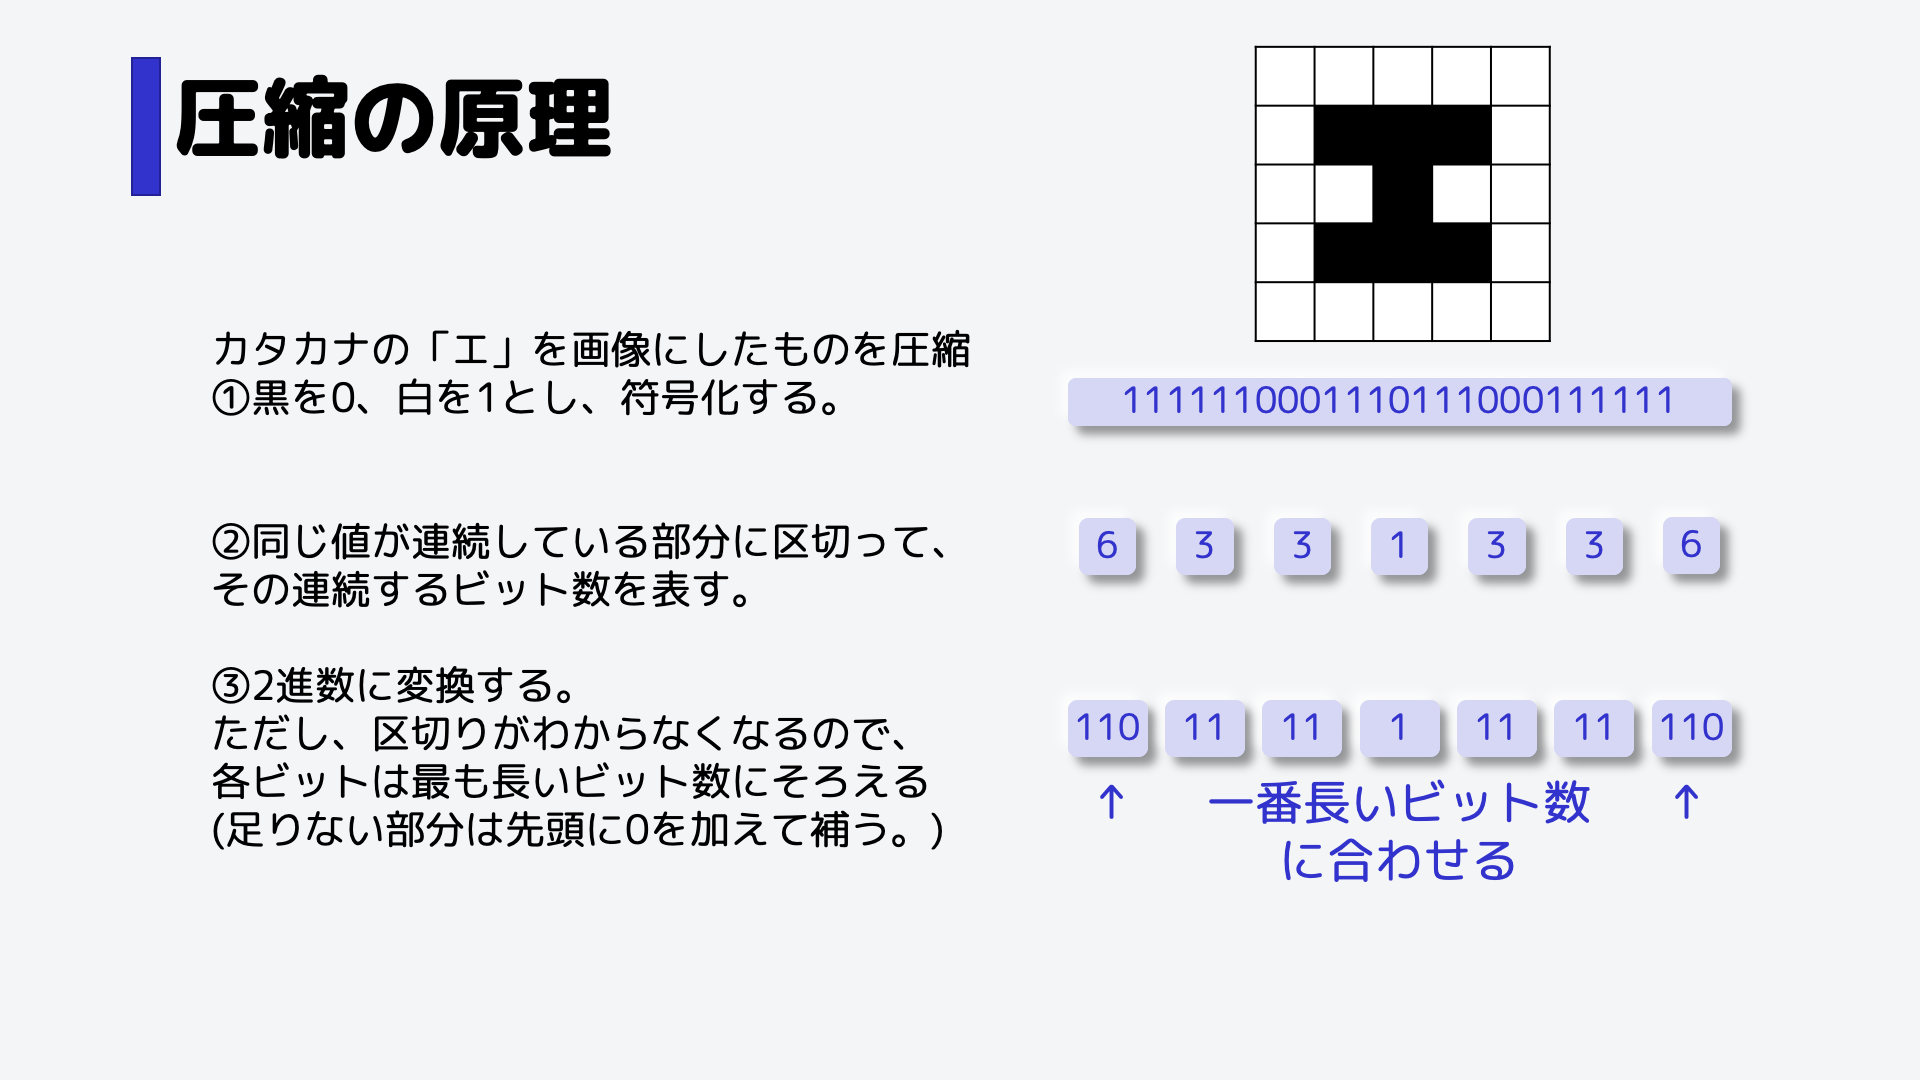 圧縮の原理
カタカナの「エ」を画像にしたものを圧縮
①黒を0、白を1とし、符号化する。
1111110001110111000111111
②同じ値が連続している部分に区切って、
その連続するビット数を表す。
6 3 3 1 3 3 6
③2進数に変換する。
ただし、区切りがわからなくなるので、
各ビットは最も長いビット数にそろえる
(足りない部分は先頭に0を加えて補う。)
110 11 11 1 11 11 110
↑ 一番長いビット数 ↑
に合わせる